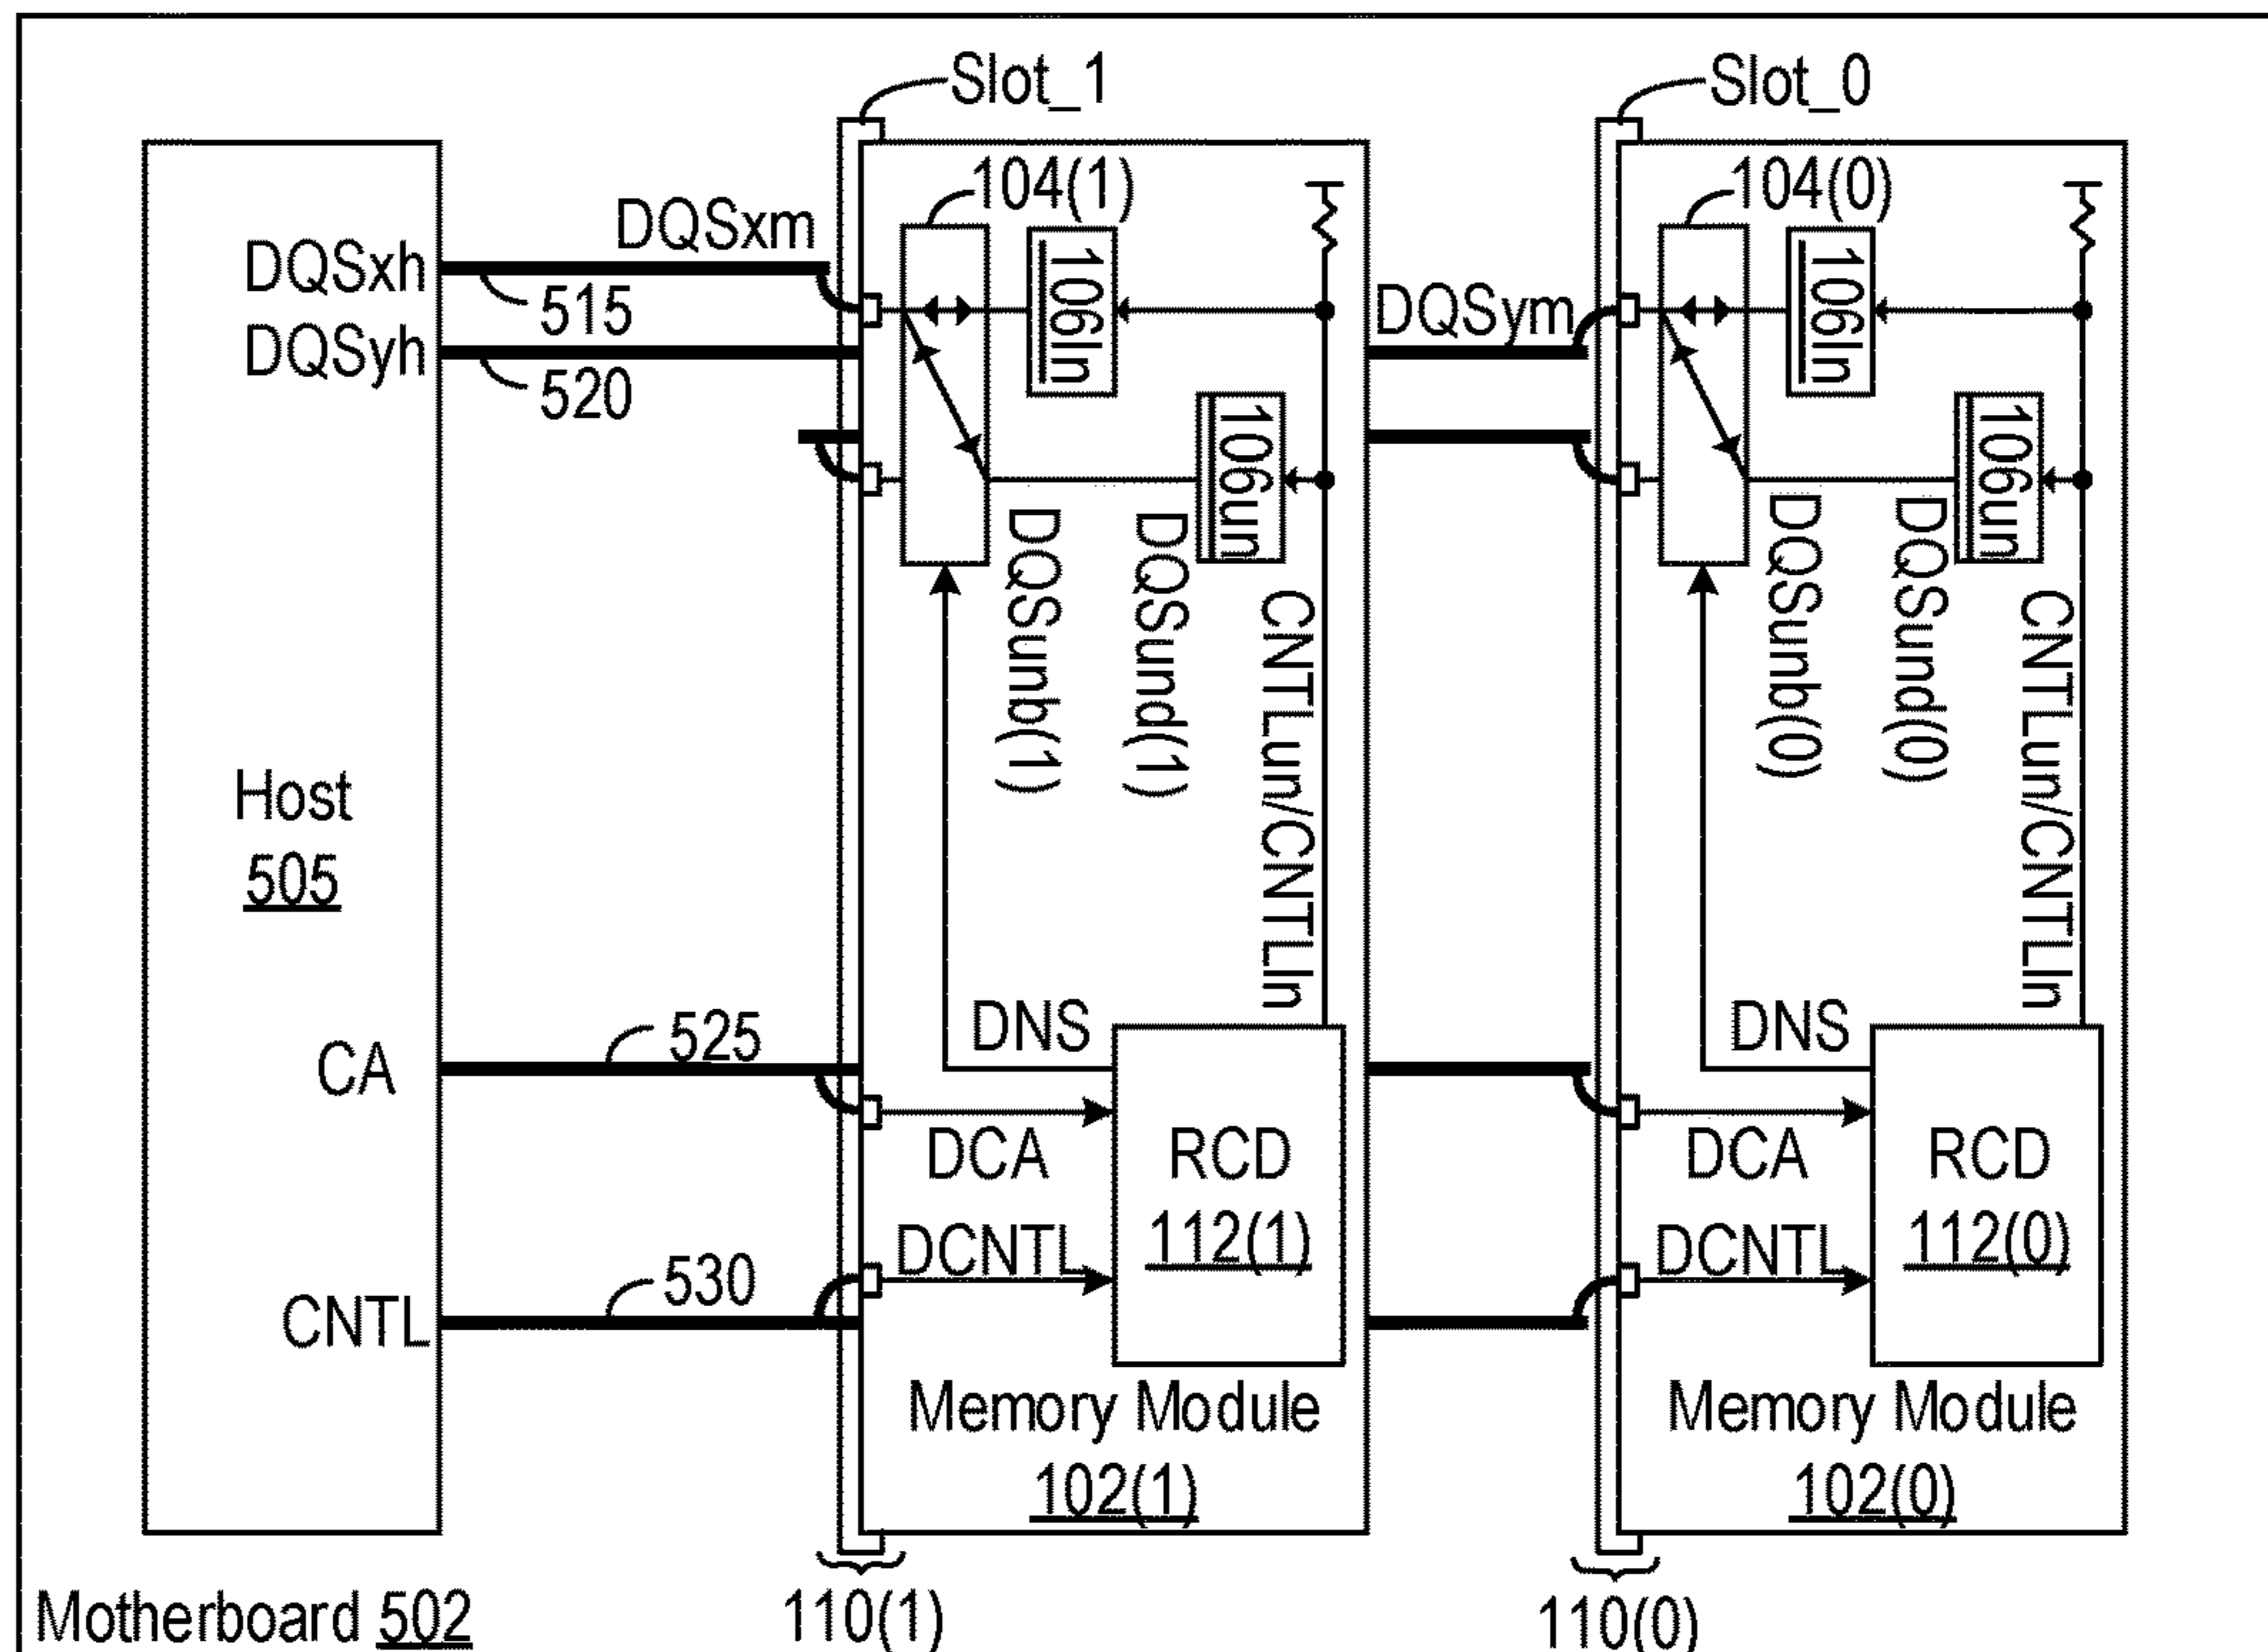 Slot_1
Slot_0
104(1)
104(0)
DQSxm
DQSxh
515
106ln
106ln
DQSym
DQSyh
520
106un
106un
DQSunb(1)
DQSund(1)
CNTLun/CNTLln
DQSunb(0)
DQSund(0)
CNTLun/CNTLln
Host
505
DNS
DNS
525
CA
DCA
RCD
112(1)
DCA
RCD
112(0)
DCNTL
DCNTL
530
CNTL
Memory Module
102(1)
Memory Module
102(0)
Motherboard 502
110(1)
110(0)